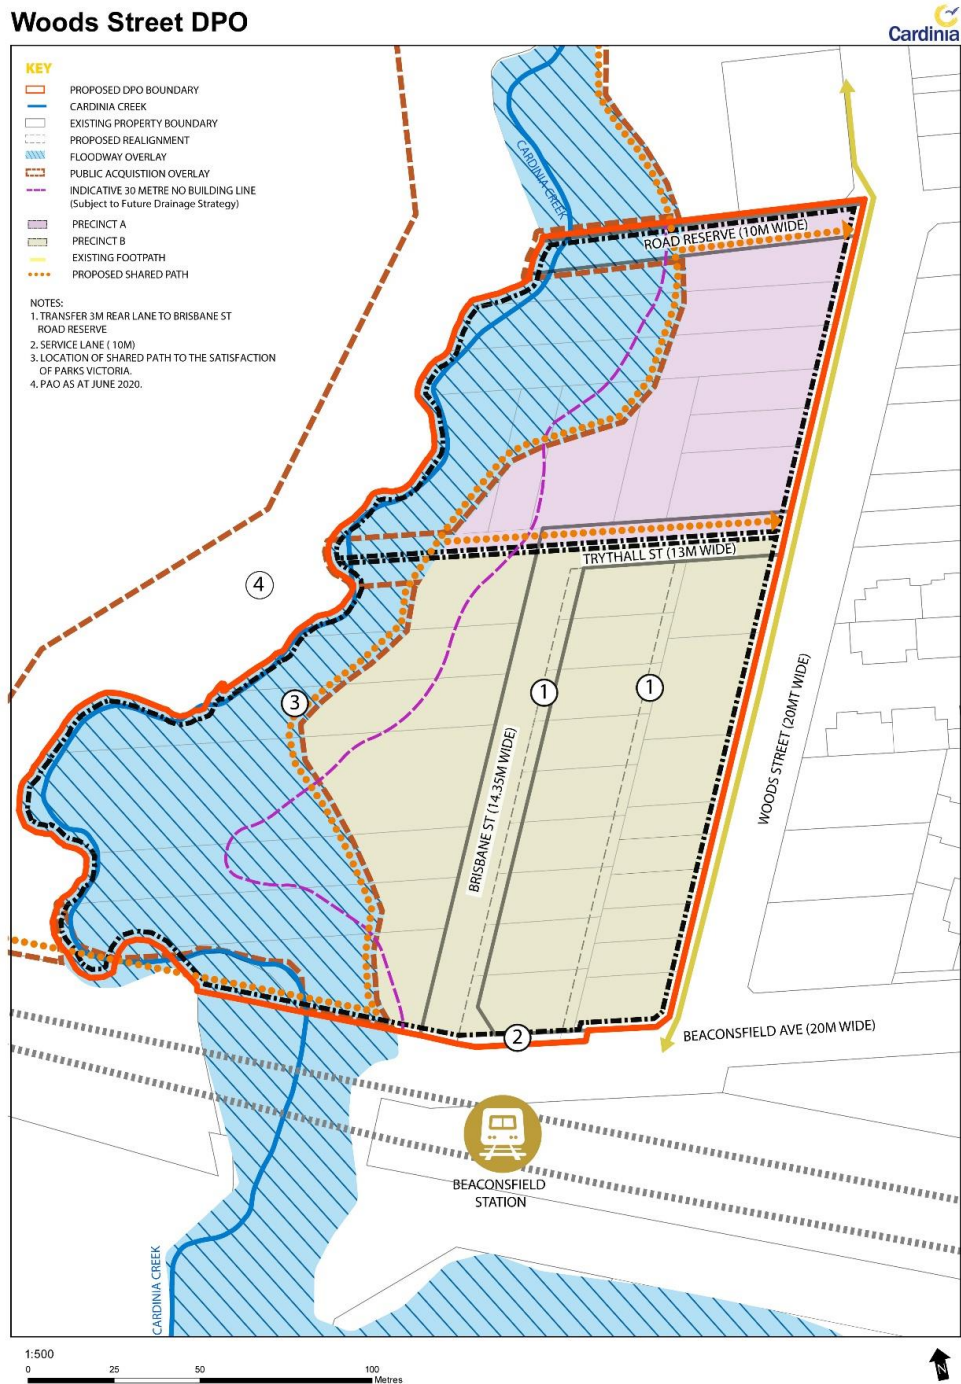 Woods Street DPO
Cardinia
KEY
PROPOSED DPO BOUNDARY
CARDINIA CREEK
EXISTING PROPERTY BOUNDARY
PROPOSED REALIGNMENT
FLOODWAY OVERLAY
PUBLIC ACQUISTIION OVERLAY
INDICATIVE 30 METRE NO BUILDING LINE
(Subject to Future Drainage Strategy)
PRECINCT A
PRECINCT B
EXISTING FOOTPATH
PROPOSED SHARED PATH
NOTES:
1. TRANSFER 3M REAR LANE TO BRISBANE ST
ROAD RESERVE
2. SERVICE LANE ( 10M)
3. LOCATION OF SHARED PATH TO THE SATISFACTION
OF PARKS VICTORIA.
4. PAO AS AT JUNE 2020.
CARDINIA CREEK
ROAD RESERVE (10M WIDE)
TRYTHALL ST (13M WIDE)
4
3
1
1
BRISBANE ST (14.35M WIDE)
WOODS STREET (20MT WIDE)
2
BEACONSFIELD AVE (20M WIDE)
BEACONSFIELD
STATION
CARDINIA CREEK
1:500
0 25 50 100
Metres
N